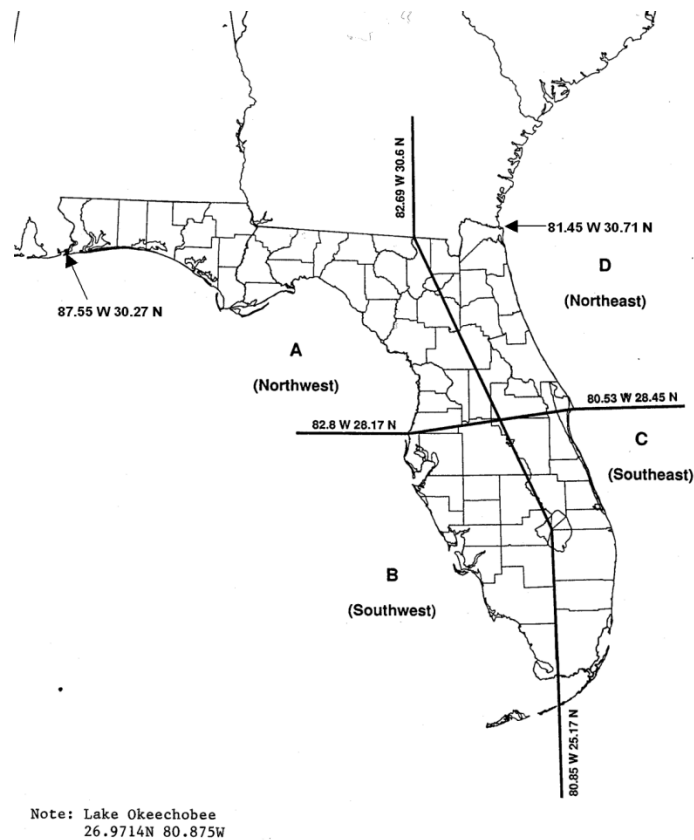 82.69 W 30.6 N
81.45 W 30.71 N
D
(Northeast)
87.55 W 30.27 N
A
(Northwest)
80.53 W 28.45 N
82.8 W 28.17 N
C
(Southeast)
B
(Southwest)
80.85 W 25.17 N
Note: Lake Okeechobee
26.9714N 80.875W